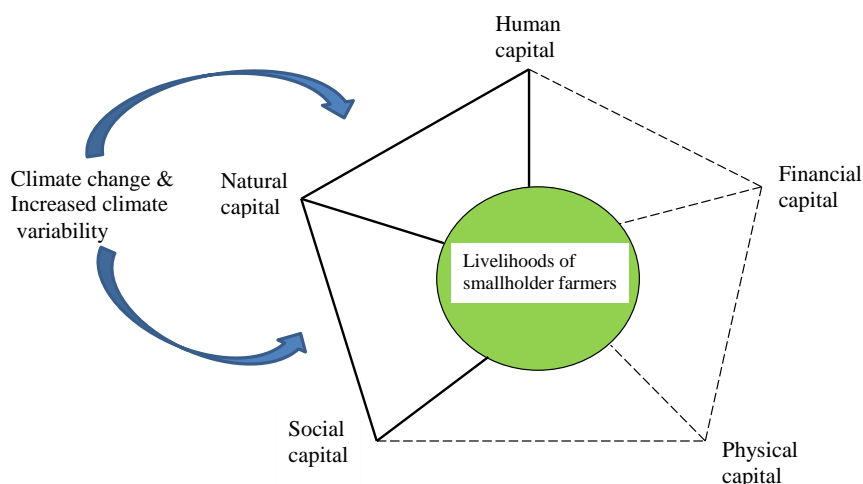 Human
capital
Climate change &
Increased climate
variability
Natural
capital
Financial
capital
Livelihoods of
smallholder farmers
Social
capital
Physical
capital